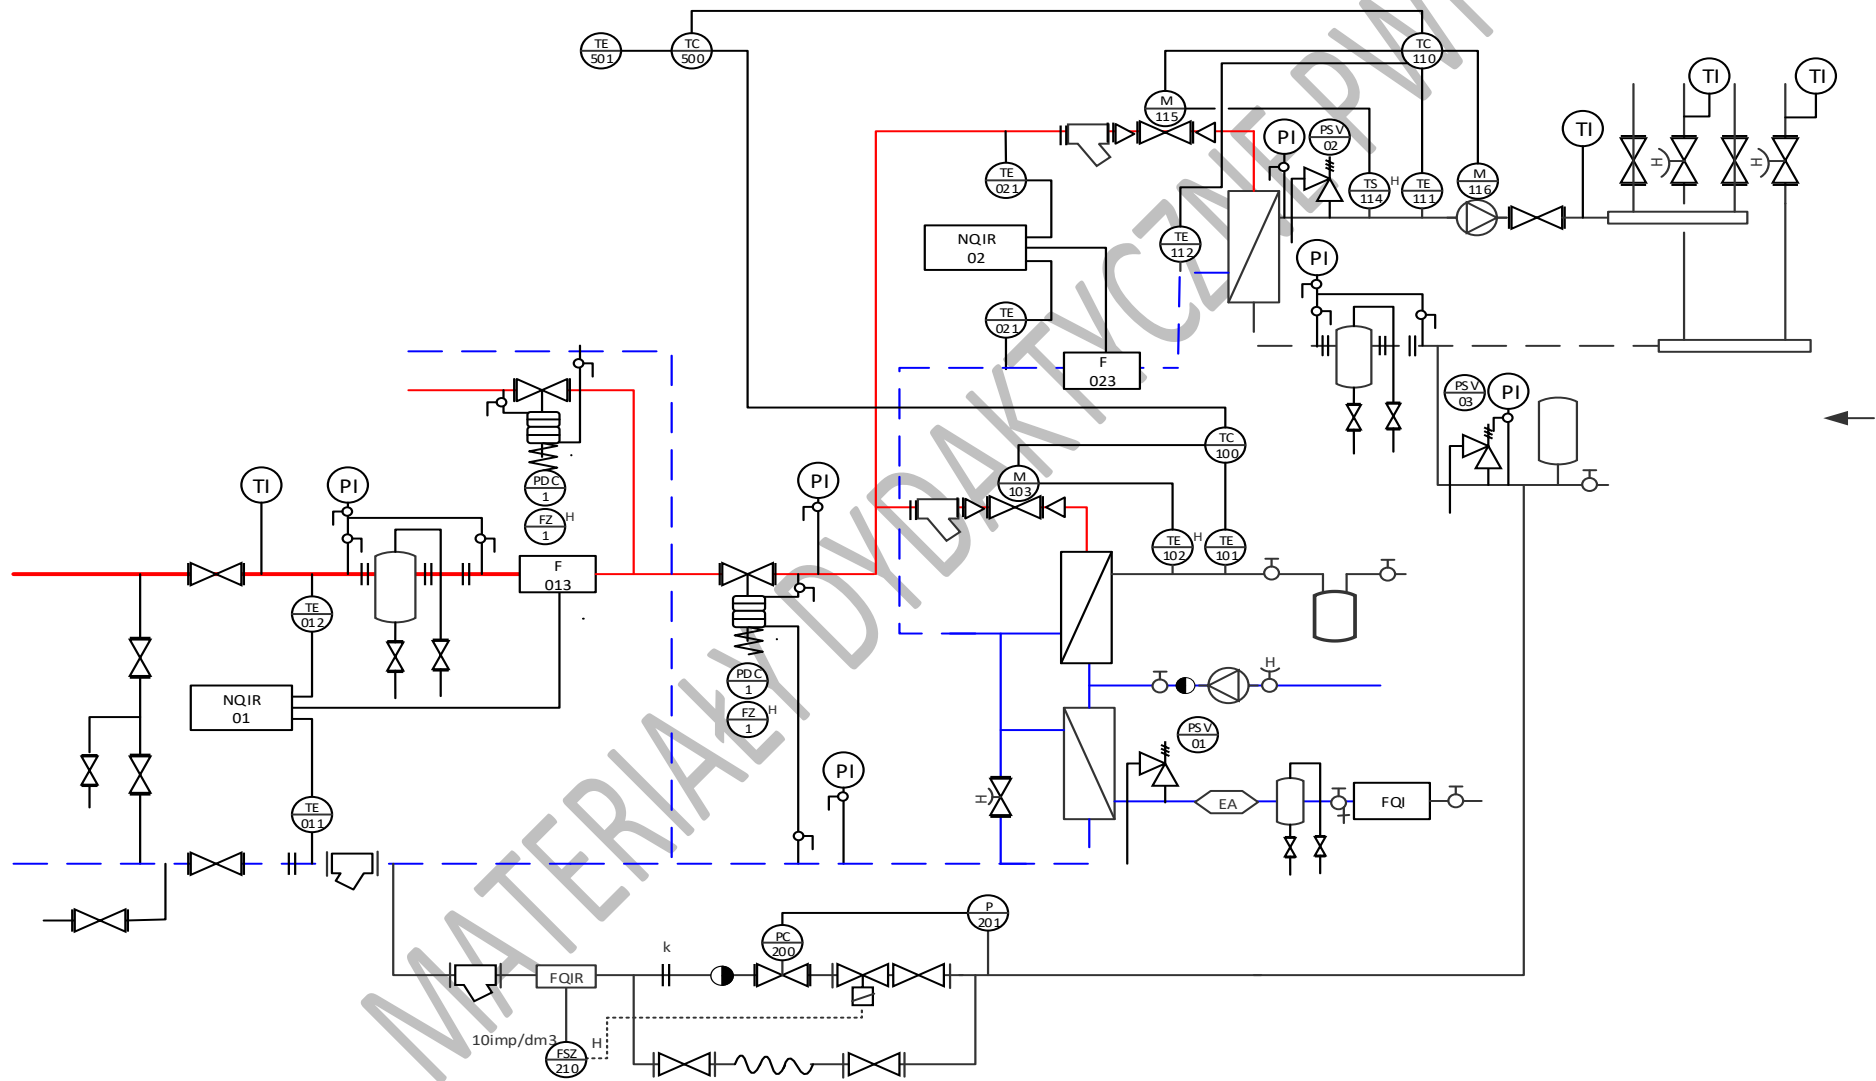 TE
501
TC
500
TC
110
TI
TI
M
115
PSV
02
PI
TI
H
H
TE
021
TS
114
H
TE
111
M
116
NQIR
02
TE
112
PI
TE
021
F
023
PSV
03
PI
TC
100
M
103
TI
PI
PI
PDC
1
FZ
1
H
TE
102
H
TE
101
F
013
TE
012
NQIR
01
PDC
1
FZ
1
H
H
PSV
01
PI
H
EA
FQI
TE
011
P
201
PC
200
k
FQIR
10imp/dm3
FSZ
210
H
MATERIAŁY DYDAKTYCZNE PWr